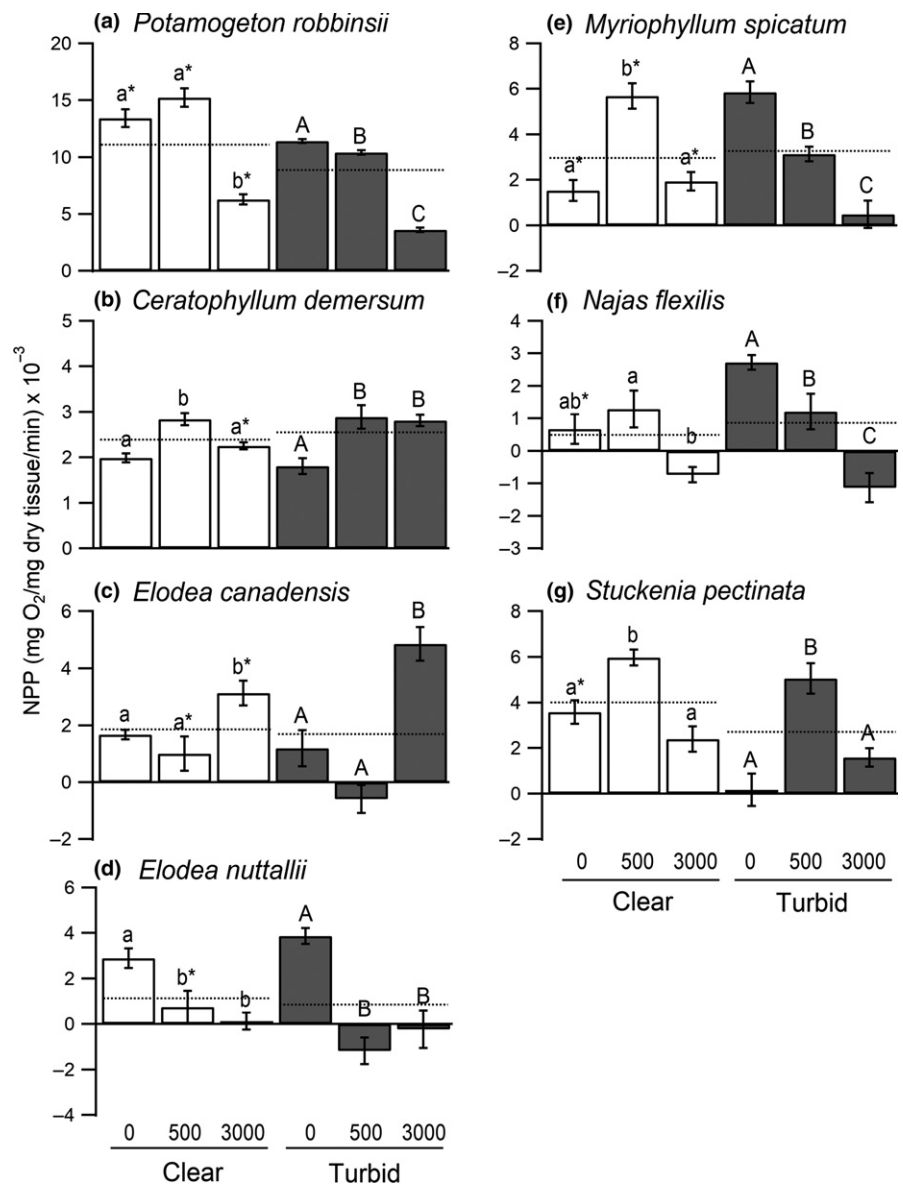 NPP (mg O₂/mg dry tissue/min) x 10⁻³
(a) Potamogeton robbinsii
20
15
10
5
0
a*
a*
b*
A
B
C
(b) Ceratophyllum demersum
5
4
3
2
1
0
a
b
a*
A
B
B
(c) Elodea canadensis
6
4
2
0
–2
a
a*
b*
A
A
B
(d) Elodea nuttallii
6
4
2
0
–2
–4
a
b*
b
A
B
B
0 500 3000 0 500 3000
Clear Turbid
(e) Myriophyllum spicatum
8
6
4
2
0
–2
a*
b*
a*
A
B
C
(f) Najas flexilis
4
3
2
1
0
–1
–2
–3
ab*
a
b
A
B
C
(g) Stuckenia pectinata
8
6
4
2
0
–2
a*
b
a
A
B
A
0 500 3000 0 500 3000
Clear Turbid